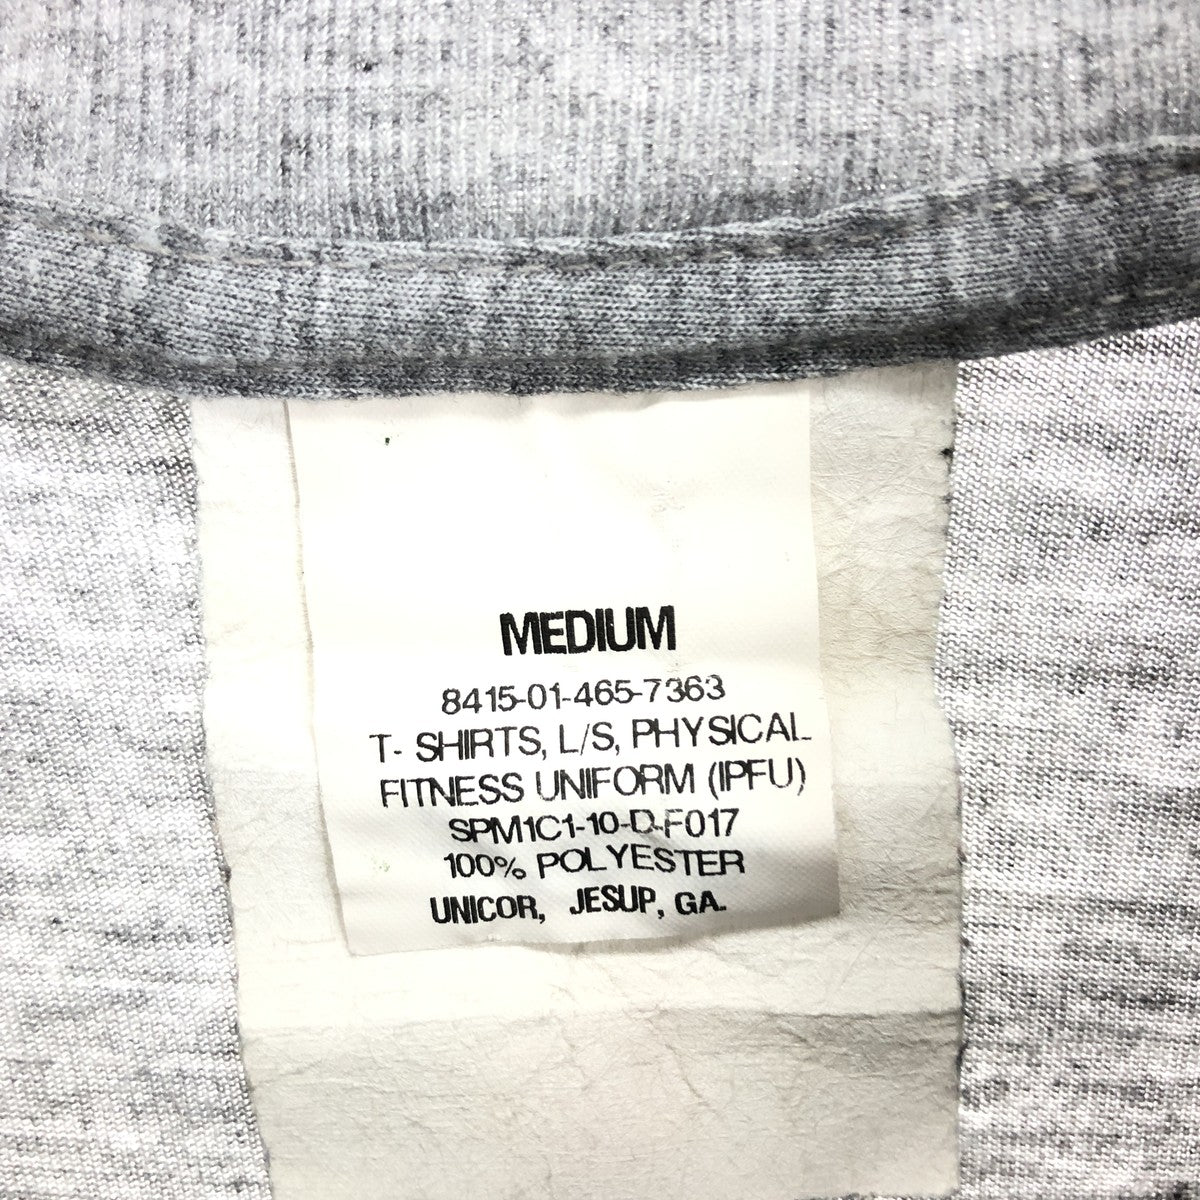 MEDIUM
8415-01-465-7363
T- SHIRTS, L/S, PHYSICAL
FITNESS UNIFORM (IPFU)
SPM1C1-10-D-F017
100% POLYESTER
UNICOR, JESUP, GA.